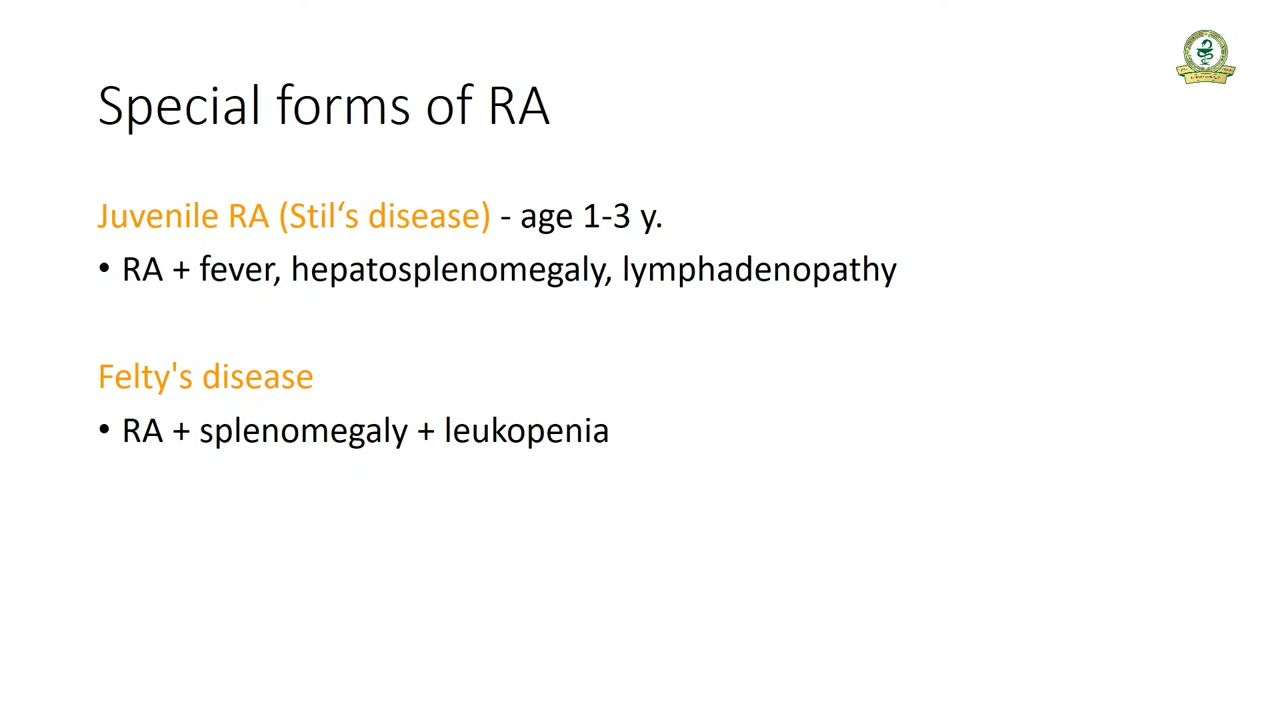 Special forms of RA
Juvenile RA (Stil‘s disease) - age 1-3 y.
• RA + fever, hepatosplenomegaly, lymphadenopathy
Felty's disease
• RA + splenomegaly + leukopenia